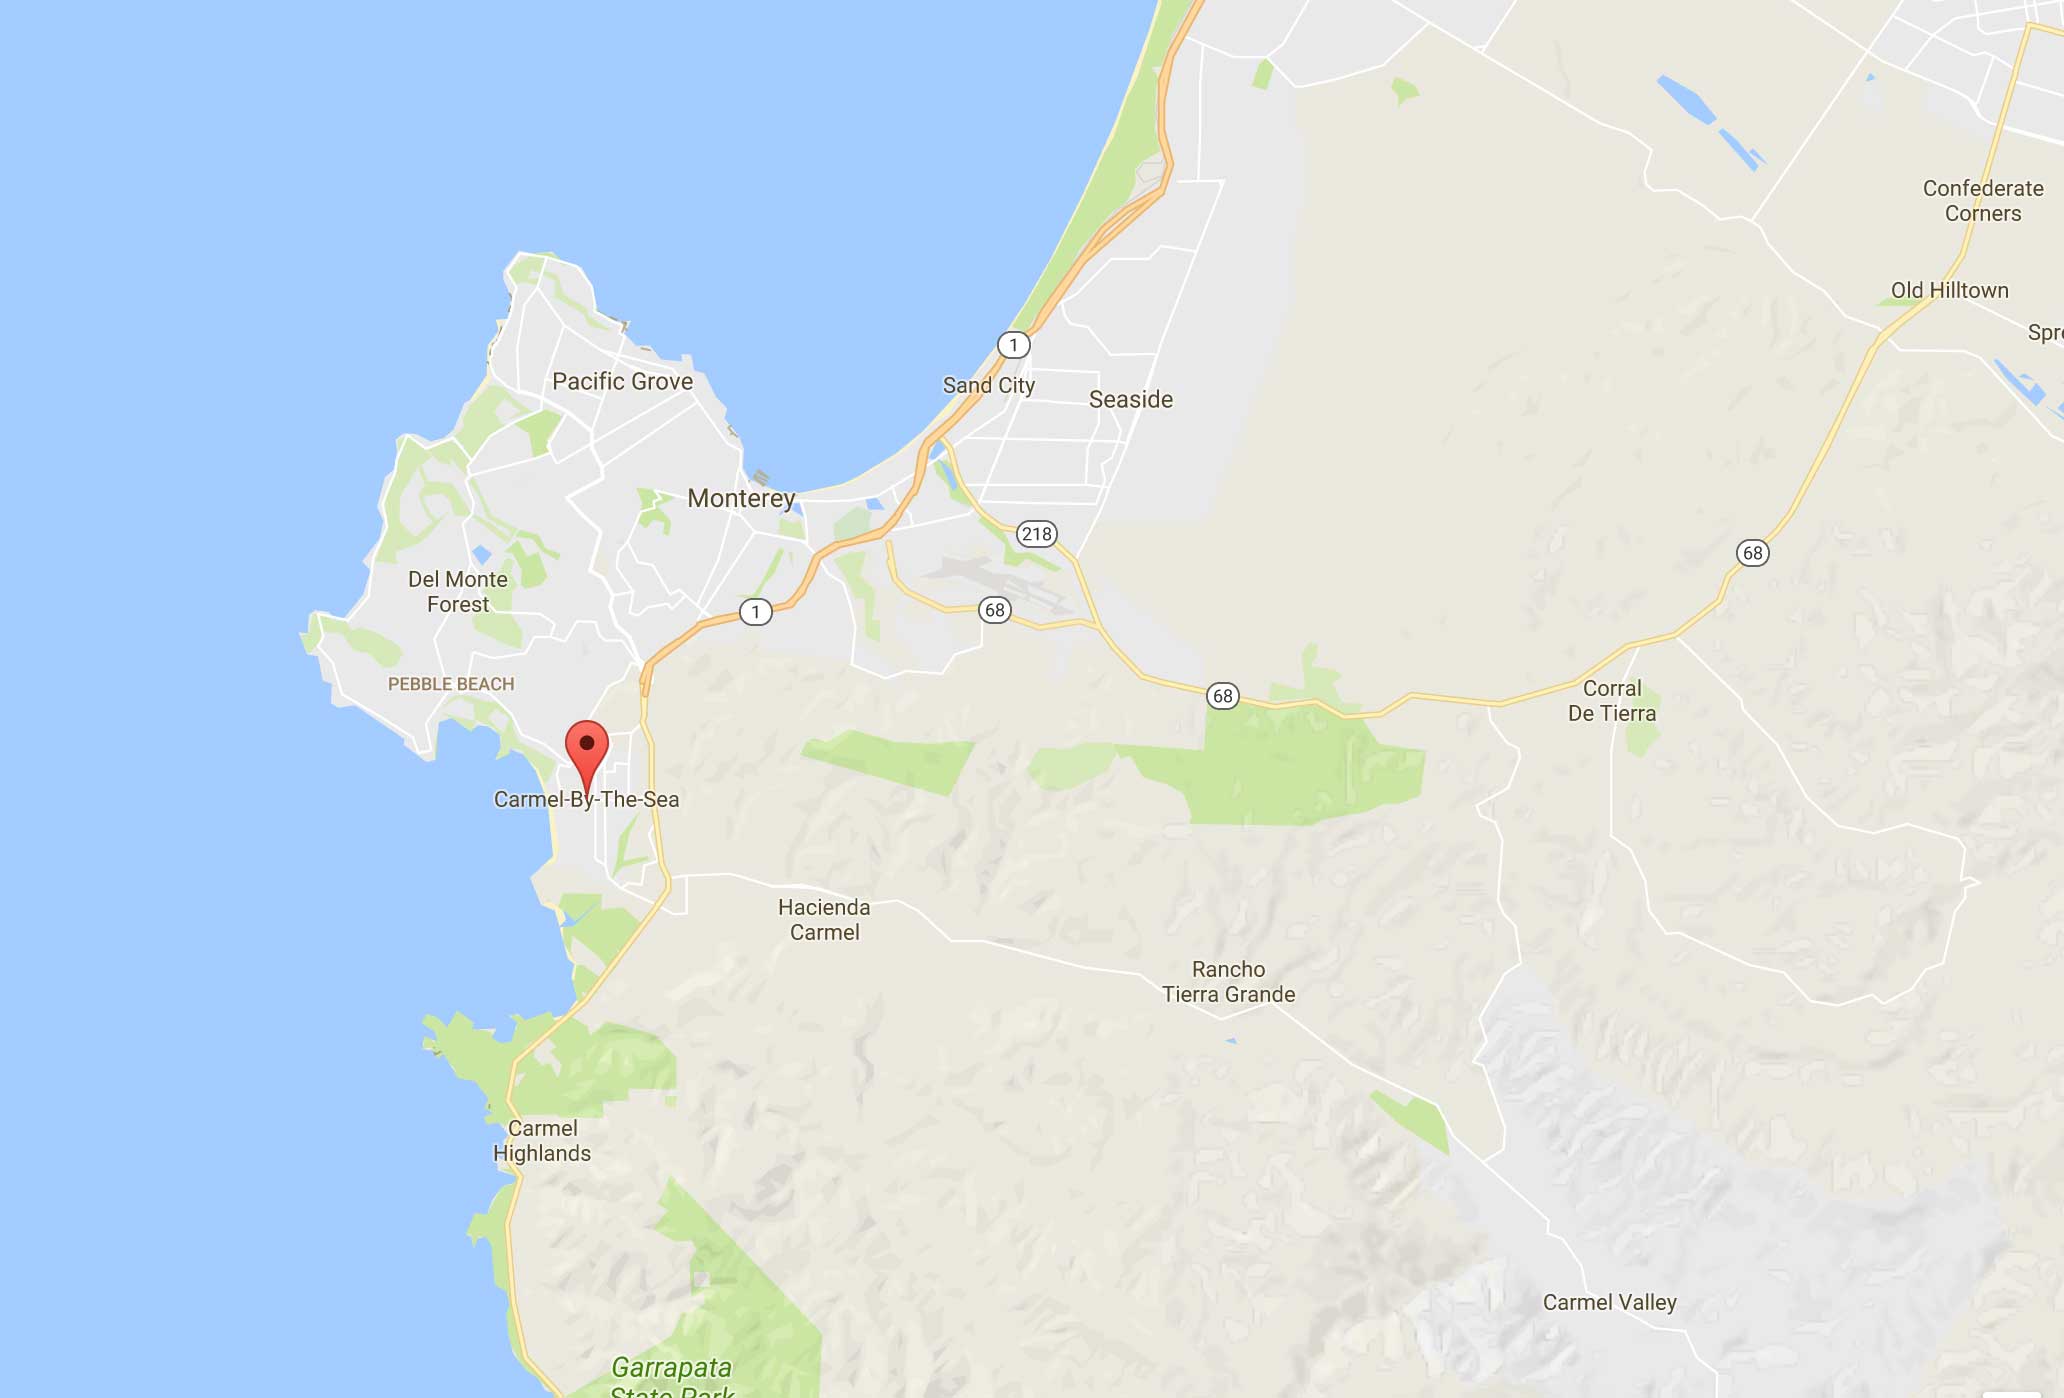 Confederate
Corners
Old Hilltown
Spre
1
Pacific Grove
Sand City
Seaside
Monterey
218
68
Del Monte
Forest
1
68
PEBBLE BEACH
68
Corral
De Tierra
Carmel-By-The-Sea
Hacienda
Carmel
Rancho
Tierra Grande
Carmel
Highlands
Carmel Valley
Garrapata
State Park